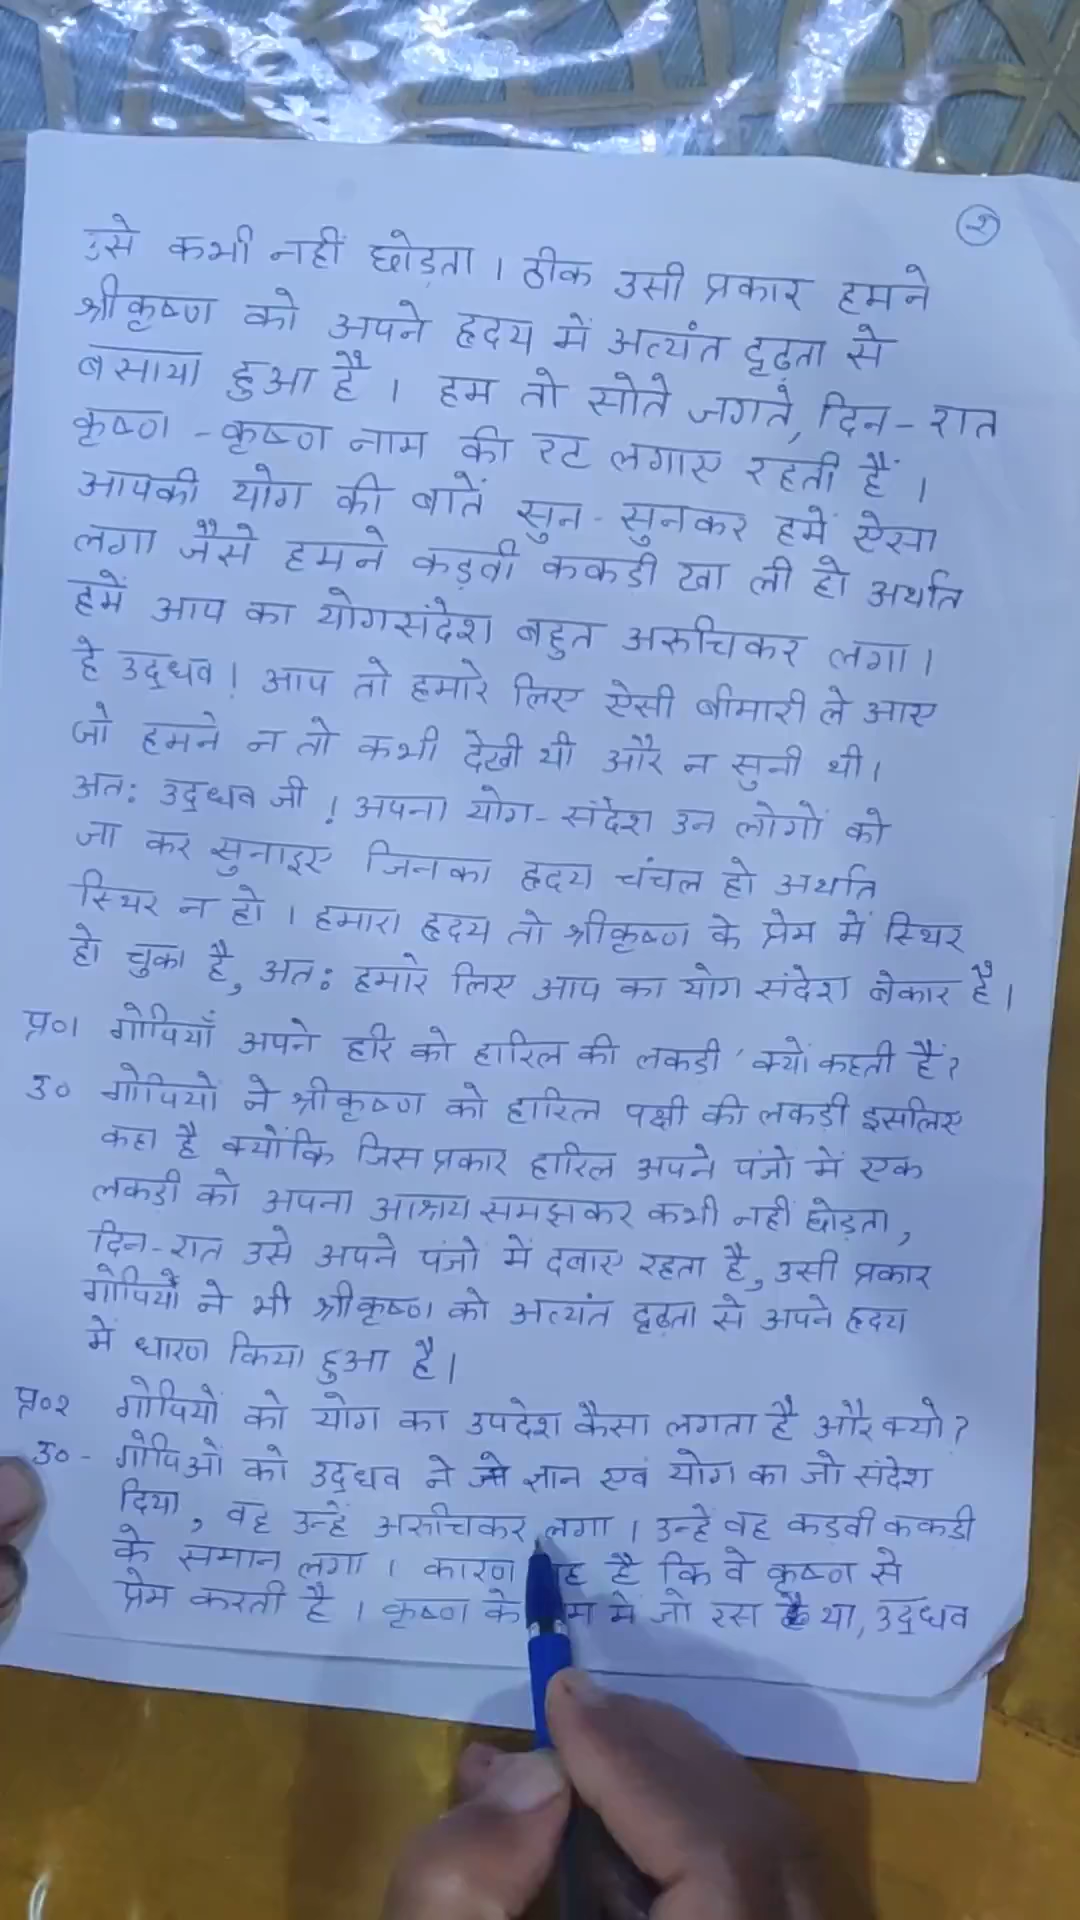 २
उसे कभी नहीं छोड़ता । ठीक उसी प्रकार हमने
श्रीकृष्ण को अपने हृदय में अत्यंत दृढ़ता से
बसाया हुआ है । हम तो सोते जगते, दिन-रात
कृष्ण - कृष्ण नाम की रट लगाए रहती हैं ।
आपकी योग की बातें सुन - सुनकर हमें ऐसा
लगा जैसे हमने कड़वी ककड़ी खा ली हो अर्थात
हमें आप का योगसंदेश बहुत अरुचिकर लगा ।
हे उद्धव ! आप तो हमारे लिए ऐसी बीमारी ले आए
जो हमने न तो कभी देखी थी और न सुनी थी ।
अतः उद्धव जी ! अपना योग - संदेश उन लोगों को
जा कर सुनाइए जिनका हृदय चंचल हो अर्थात
स्थिर न हो । हमारा हृदय तो श्रीकृष्ण के प्रेम में स्थिर
हो चुका है, अतः हमारे लिए आप का योग संदेश बेकार है ।
प्र०१ गोपियाँ अपने हरि को हारिल की लकड़ी ' क्यों कहती हैं ?
उ० गोपियों ने श्रीकृष्ण को हारिल पक्षी की लकड़ी इसलिए
कहा है क्योंकि जिस प्रकार हारिल अपने पंजो में एक
लकड़ी को अपना आश्रय समझकर कभी नहीं छोड़ता,
दिन-रात उसे अपने पंजो में दबाए रहता है, उसी प्रकार
गोपियों ने भी श्रीकृष्ण को अत्यंत दृढ़ता से अपने हृदय
में धारण किया हुआ है ।
प्र०२ गोपियों को योग का उपदेश कैसा लगता है और क्यो ?
उ० - गोपिओं को उद्धव ने ज्ञान एवं योग का जो संदेश
दिया, वह उन्हें अरुचिकर लगा । उन्हें वह कड़वी ककड़ी
के समान लगा । कारण है कि वे कृष्ण से
प्रेम करती है । कृष्ण के में जो रस था, उद्धव